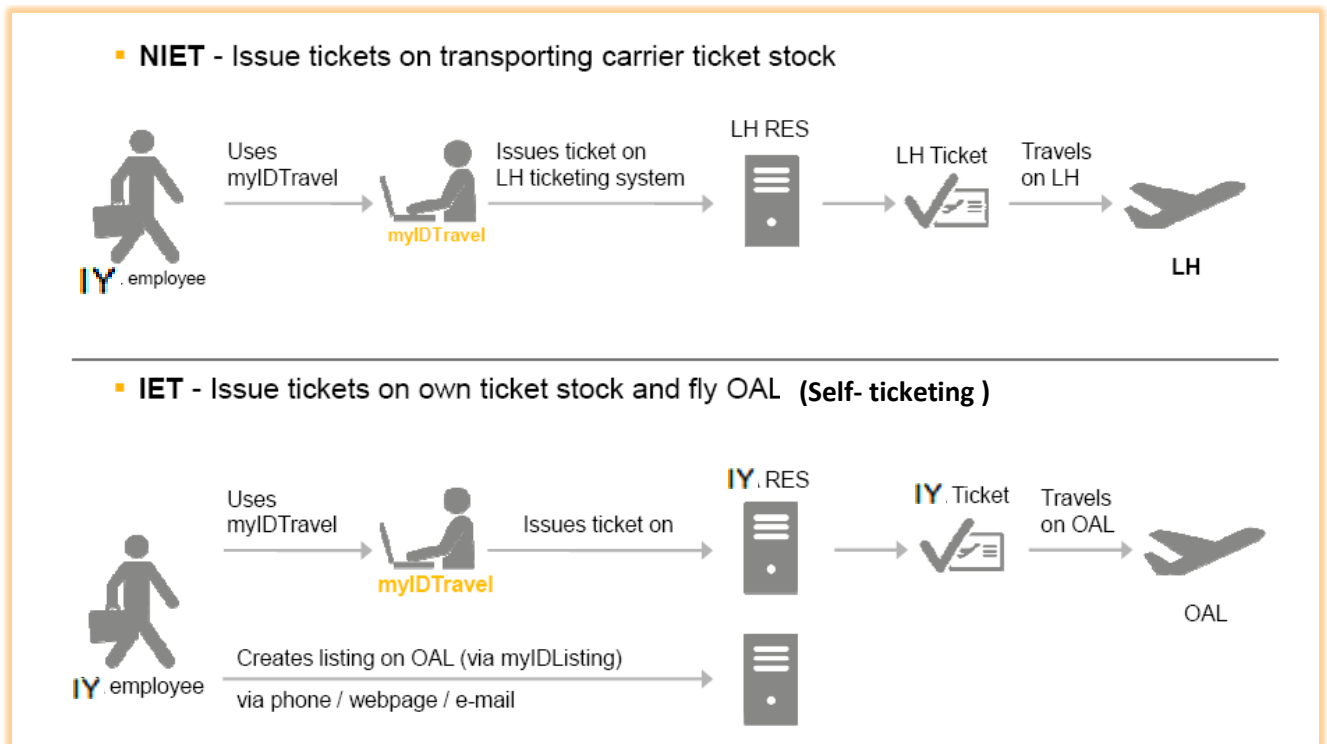 ▪ NIET - Issue tickets on transporting carrier ticket stock
Uses
myIDTravel
myIDTravel
Issues ticket on
LH ticketing system
LH RES
LH Ticket
Travels
on LH
LH
IY. employee
▪ IET - Issue tickets on own ticket stock and fly OAL (Self- ticketing )
Uses
myIDTravel
myIDTravel
Issues ticket on
IY. RES
IY. Ticket
Travels
on OAL
OAL
IY. employee
Creates listing on OAL (via myIDListing)
via phone / webpage / e-mail